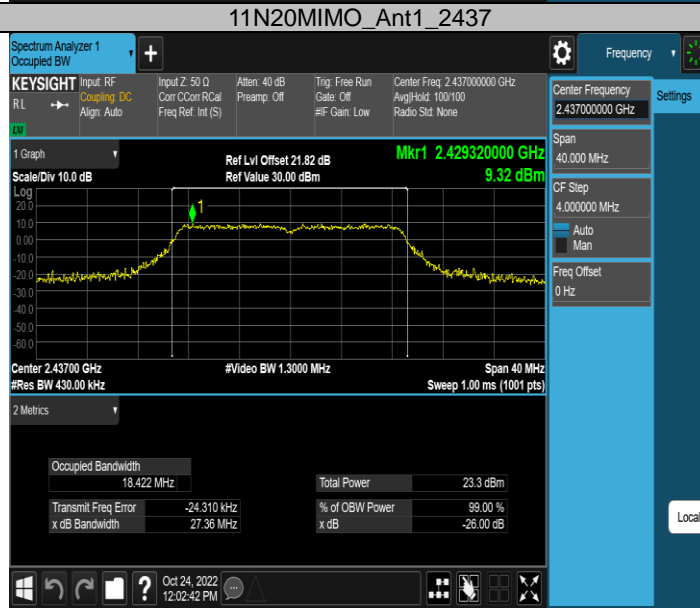 11N20MIMO_Ant1_2437
Spectrum Analyzer 1
Occupied BW
+
Frequency
KEYSIGHT
RL
LXI
Input: RF
Coupling: DC
Align: Auto
Input Z: 50 Ω
Corr CCorr RCal
Freq Ref: Int (S)
Atten: 40 dB
Preamp: Off
Trig: Free Run
Gate: Off
#IF Gain: Low
Center Freq: 2.437000000 GHz
Avg|Hold: 100/100
Radio Std: None
Center Frequency
2.437000000 GHz
Settings
Span
40.000 MHz
CF Step
4.000000 MHz
Auto
Man
Freq Offset
0 Hz
Local
1 Graph
Scale/Div 10.0 dB
Ref Lvl Offset 21.82 dB
Ref Value 30.00 dBm
Mkr1 2.429320000 GHz
9.32 dBm
Log
20.0
10.0
0.00
-10.0
-20.0
-30.0
-40.0
-50.0
-60.0
1
Center 2.43700 GHz
#Res BW 430.00 kHz
#Video BW 1.3000 MHz
Span 40 MHz
Sweep 1.00 ms (1001 pts)
2 Metrics
Occupied Bandwidth
18.422 MHz
Total Power 23.3 dBm
Transmit Freq Error -24.310 kHz
% of OBW Power 99.00 %
x dB Bandwidth 27.36 MHz
x dB -26.00 dB
?
Oct 24, 2022
12:02:42 PM